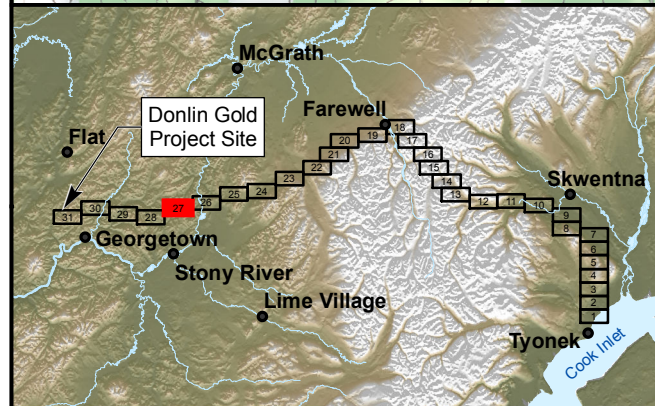 McGrath
Donlin Gold
Project Site
Farewell
Flat
18
19
20
17
21
16
15
22
14
23
13
Skwentna
24
25
12
11
10
26
27
30
29
28
31
9
8
7
Georgetown
6
Stony River
5
4
3
Lime Village
2
1
Tyonek
Cook Inlet